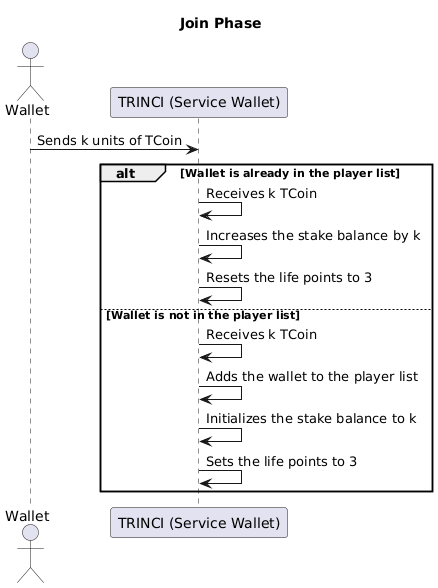 Join Phase
Wallet
TRINCI (Service Wallet)
Sends k units of TCoin
alt
[Wallet is already in the player list]
Receives k TCoin
Increases the stake balance by k
Resets the life points to 3
[Wallet is not in the player list]
Receives k TCoin
Adds the wallet to the player list
Initializes the stake balance to k
Sets the life points to 3
Wallet
TRINCI (Service Wallet)